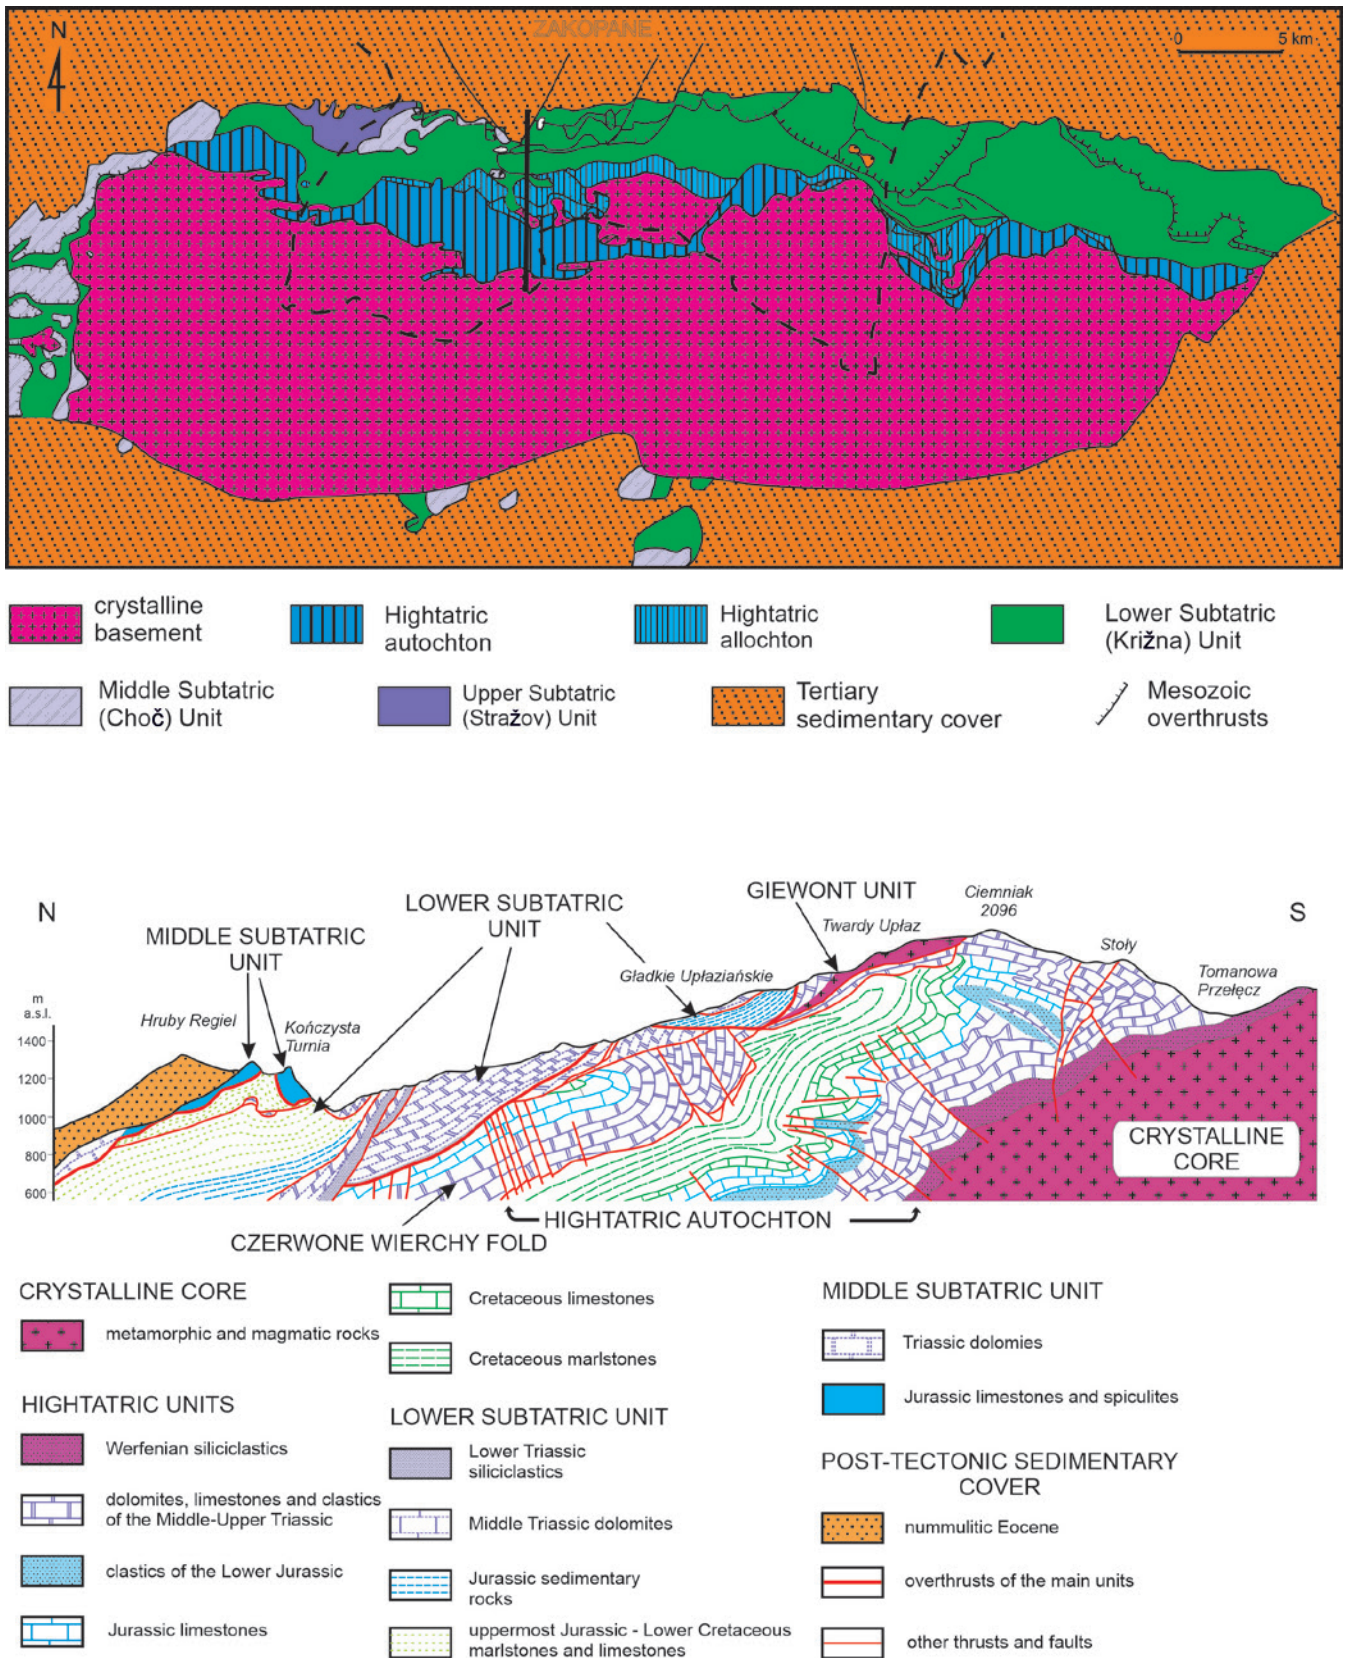 N
ZAKOPANE
0 5 km
crystalline
basement
Hightatric
autochton
Hightatric
allochton
Lower Subtatric
(Križna) Unit
Middle Subtatric
(Choč) Unit
Upper Subtatric
(Stražov) Unit
Tertiary
sedimentary cover
Mesozoic
overthrusts
N
S
MIDDLE SUBTATRIC
UNIT
LOWER SUBTATRIC
UNIT
GIEWONT UNIT
Ciemniak
2096
Twardy Upłaz
Stoły
Gładkie Upłaziańskie
Tomanowa
Przełęcz
Hruby Regiel
Kończysta
Turnia
m
a.s.l.
1400
1200
1000
800
600
CRYSTALLINE
CORE
HIGHTATRIC AUTOCHTON
CZERWONE WIERCHY FOLD
CRYSTALLINE CORE
metamorphic and magmatic rocks
HIGHTATRIC UNITS
Werfenian siliciclastics
dolomites, limestones and clastics
of the Middle-Upper Triassic
clastics of the Lower Jurassic
Jurassic limestones
Cretaceous limestones
Cretaceous marlstones
LOWER SUBTATRIC UNIT
Lower Triassic
siliciclastics
Middle Triassic dolomites
Jurassic sedimentary
rocks
uppermost Jurassic - Lower Cretaceous
marlstones and limestones
MIDDLE SUBTATRIC UNIT
Triassic dolomies
Jurassic limestones and spiculites
POST-TECTONIC SEDIMENTARY
COVER
nummulitic Eocene
overthrusts of the main units
other thrusts and faults